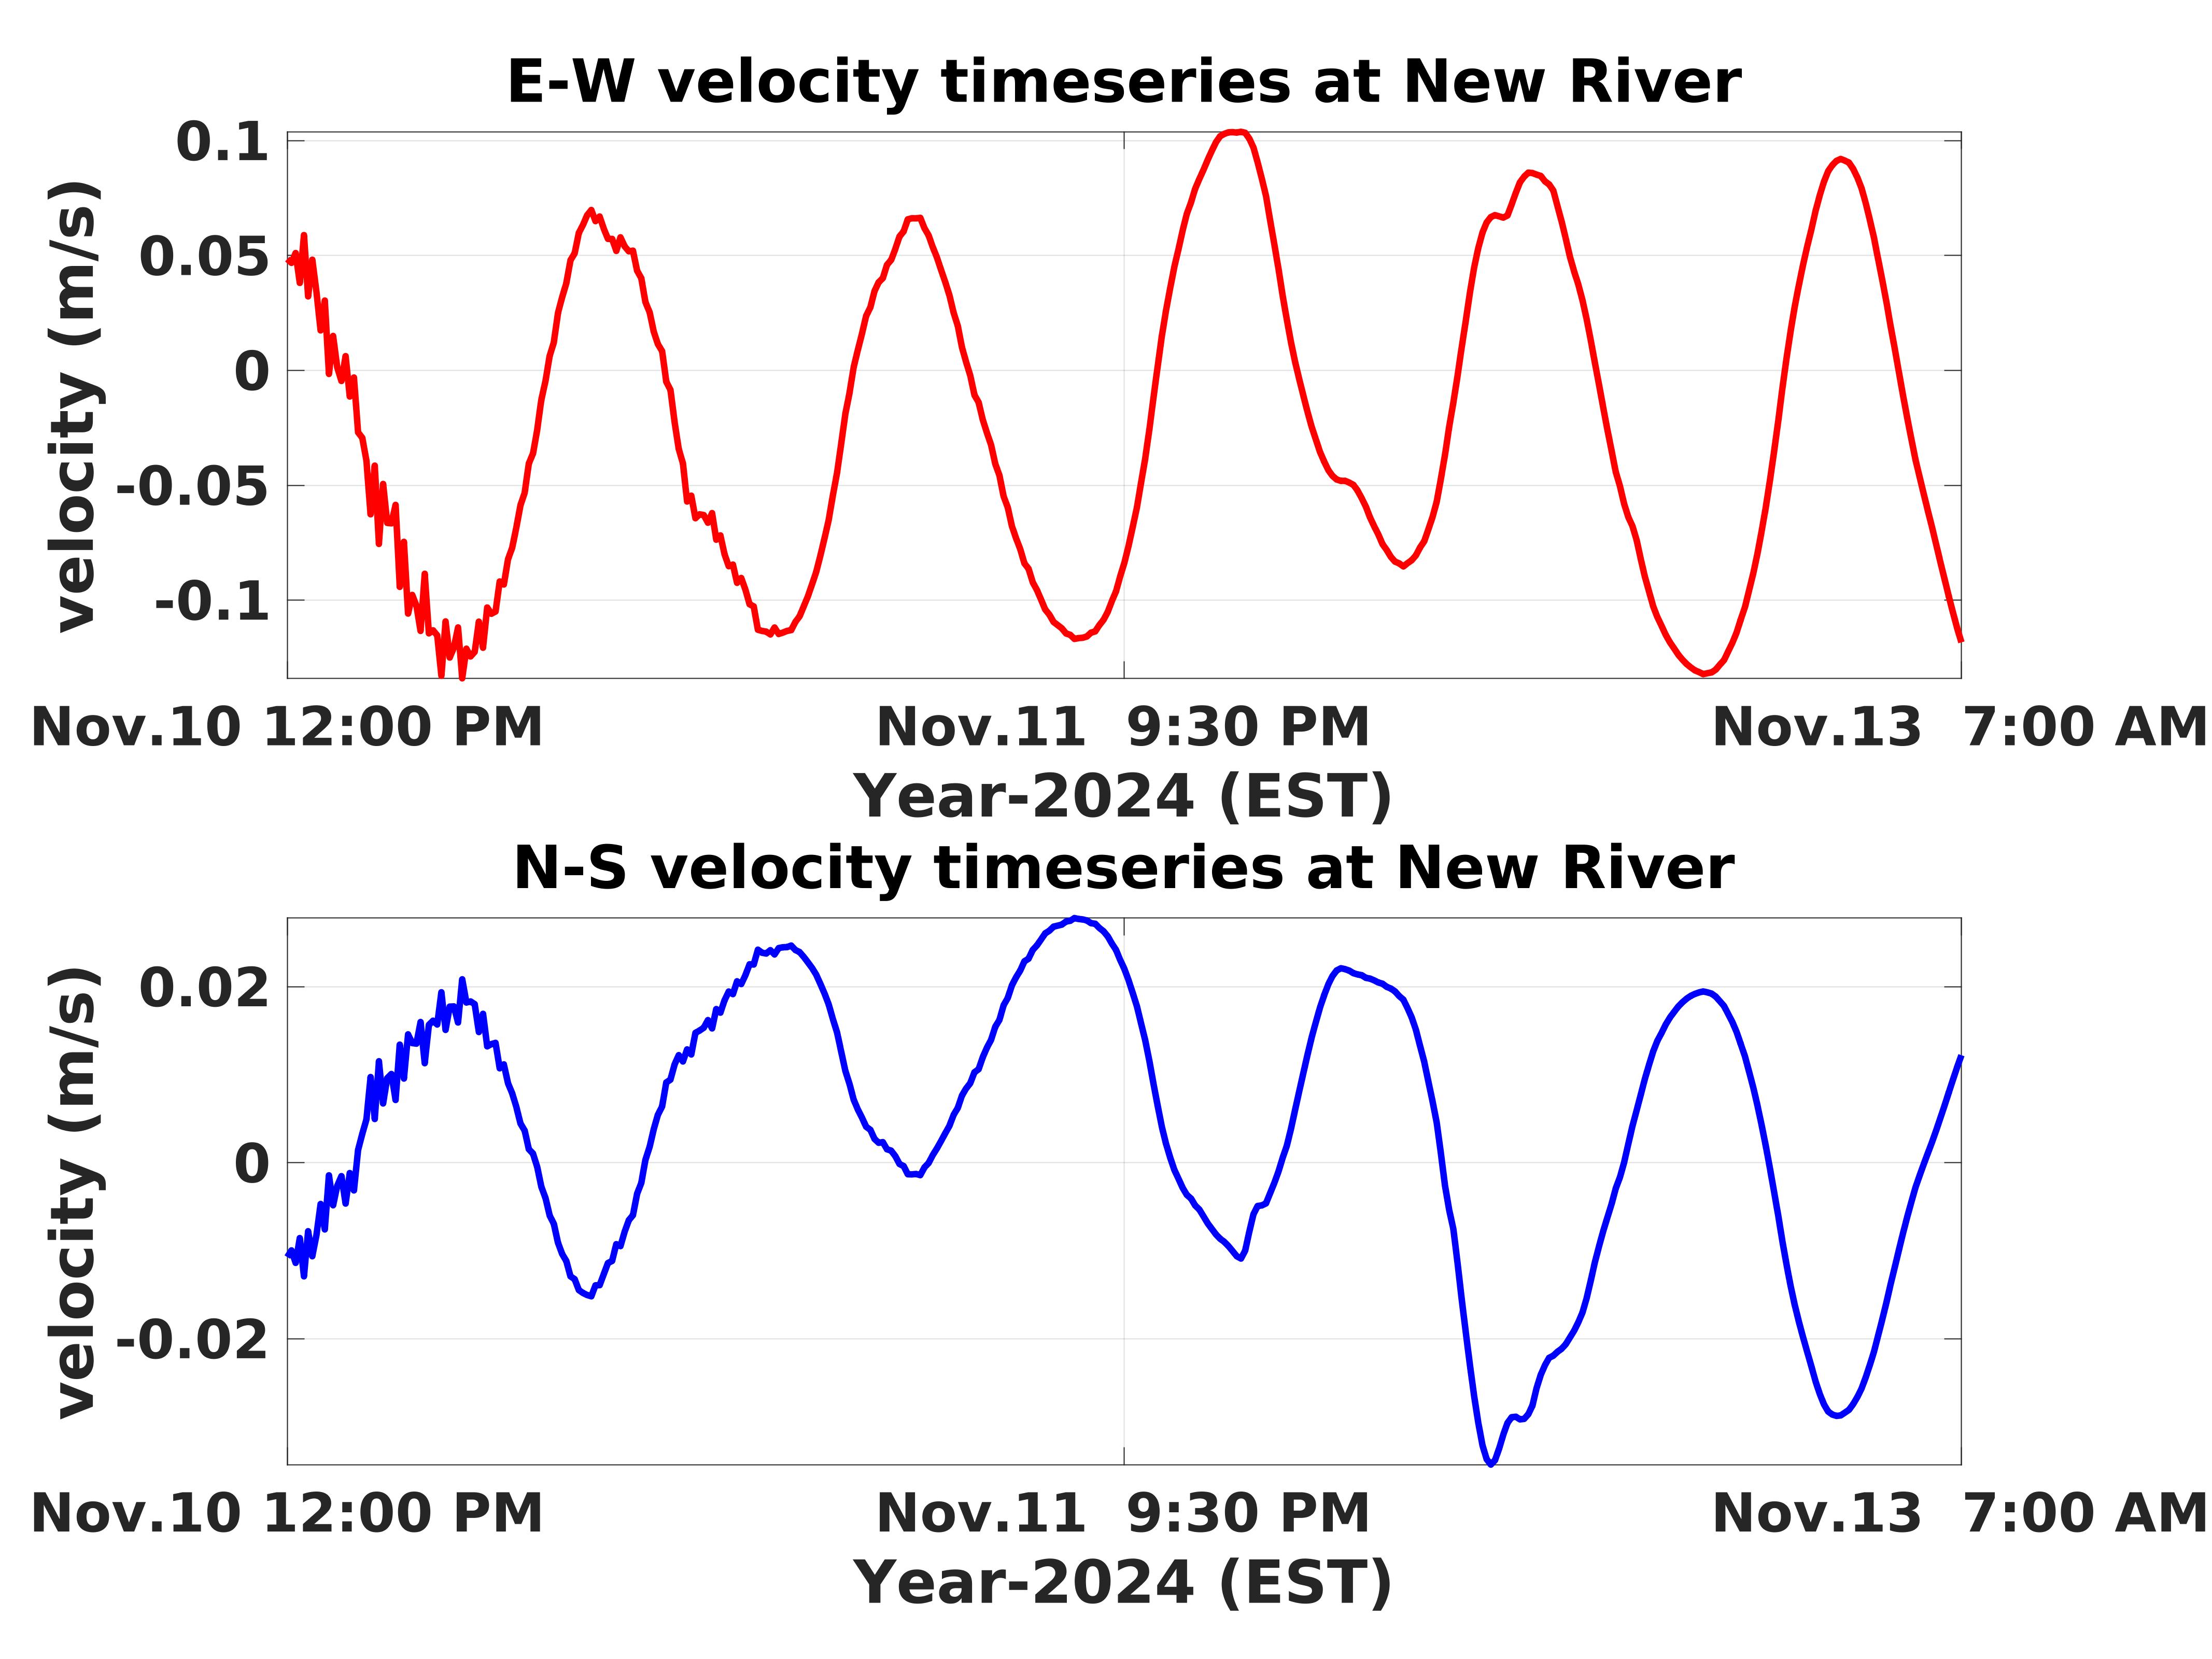 E-W velocity timeseries at New River
velocity (m/s)
0.1
0.05
0
-0.05
-0.1
Nov.10 12:00 PM Nov.11 9:30 PM Nov.13 7:00 AM
Year-2024 (EST)
N-S velocity timeseries at New River
velocity (m/s)
0.02
0
-0.02
Nov.10 12:00 PM Nov.11 9:30 PM Nov.13 7:00 AM
Year-2024 (EST)